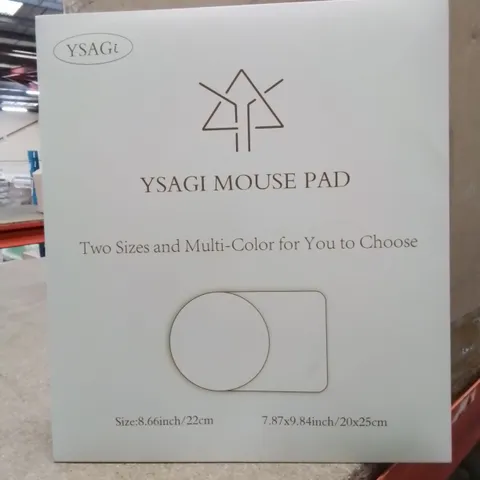 YSAGi
YSAGI MOUSE PAD
Two Sizes and Multi-Color for You to Choose
Size:8.66inch/22cm
7.87x9.84inch/20x25cm